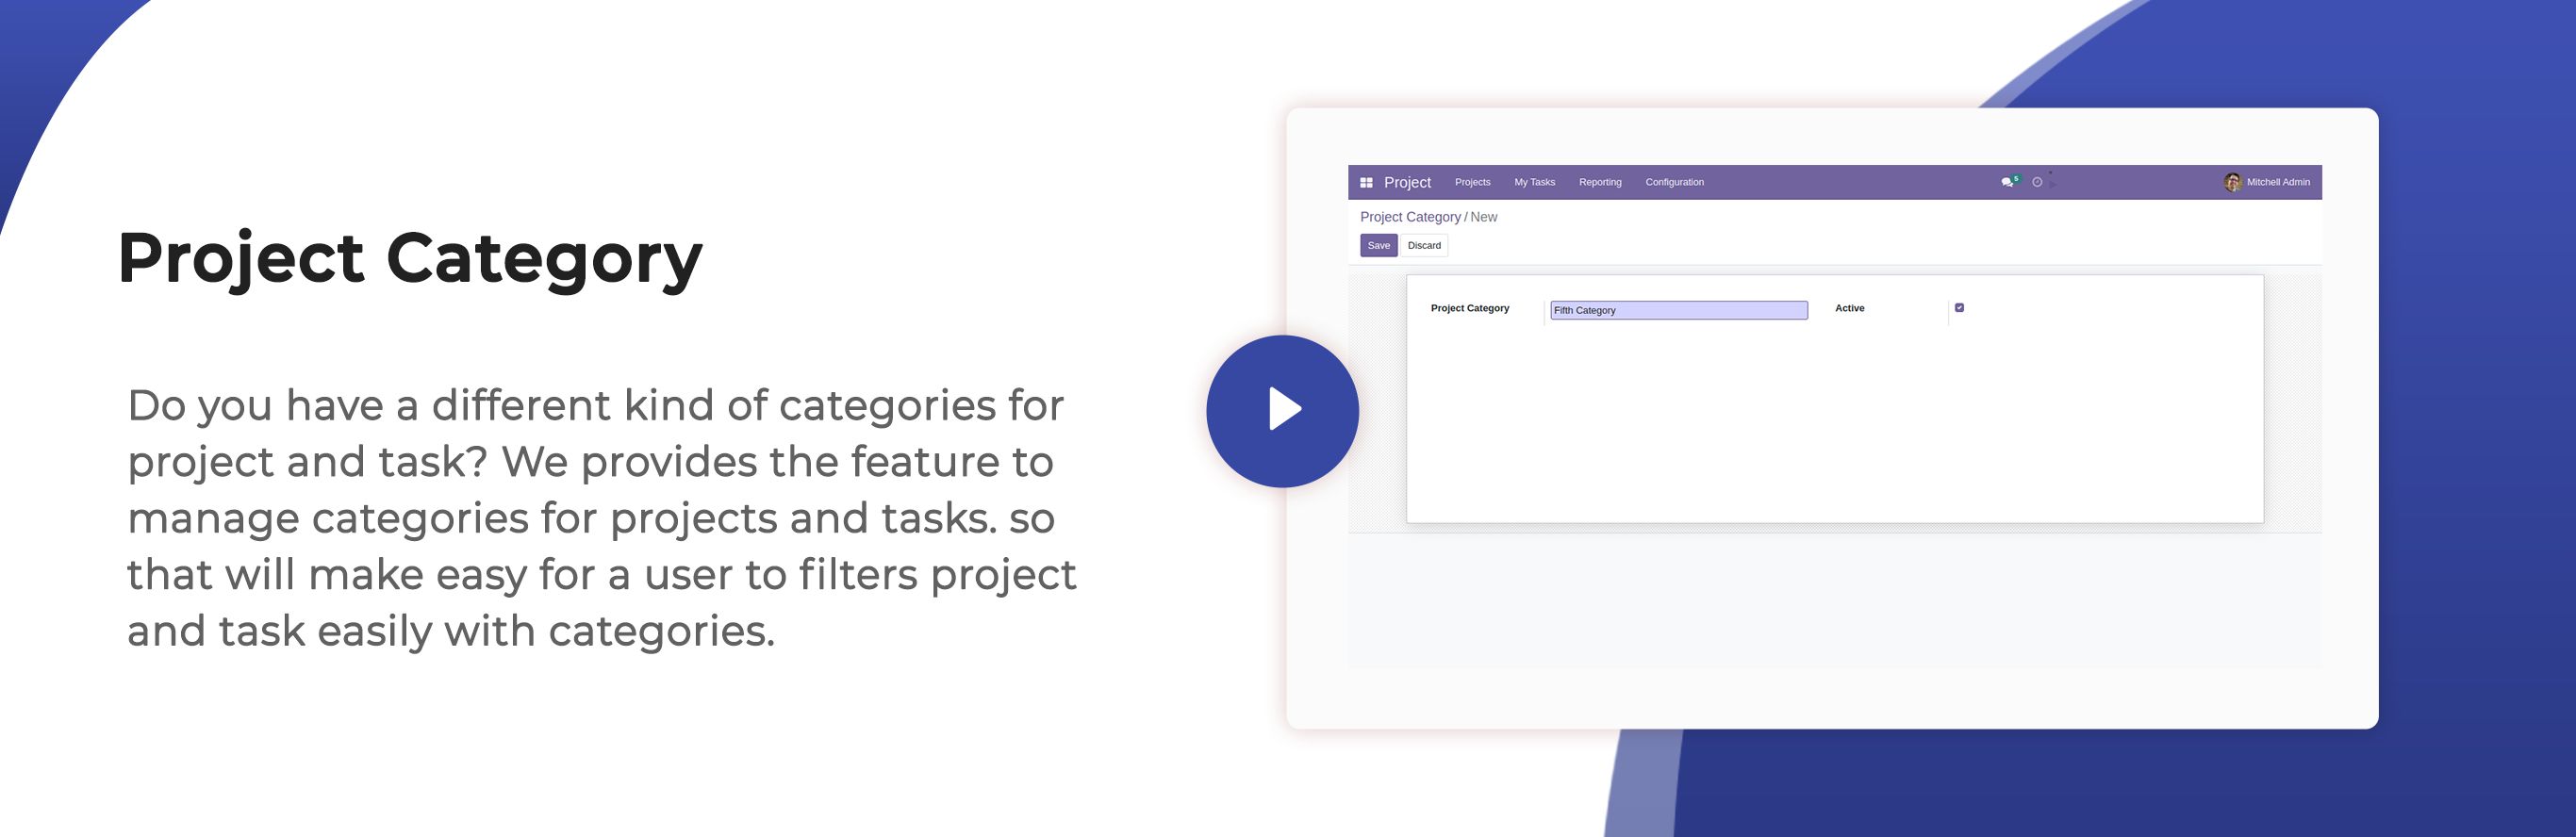 Project Category
Do you have a different kind of categories for
project and task? We provides the feature to
manage categories for projects and tasks. so
that will make easy for a user to filters project
and task easily with categories.
Project Projects My Tasks Reporting Configuration 5 Mitchell Admin
Project Category / New
Save Discard
Project Category Fifth Category Active